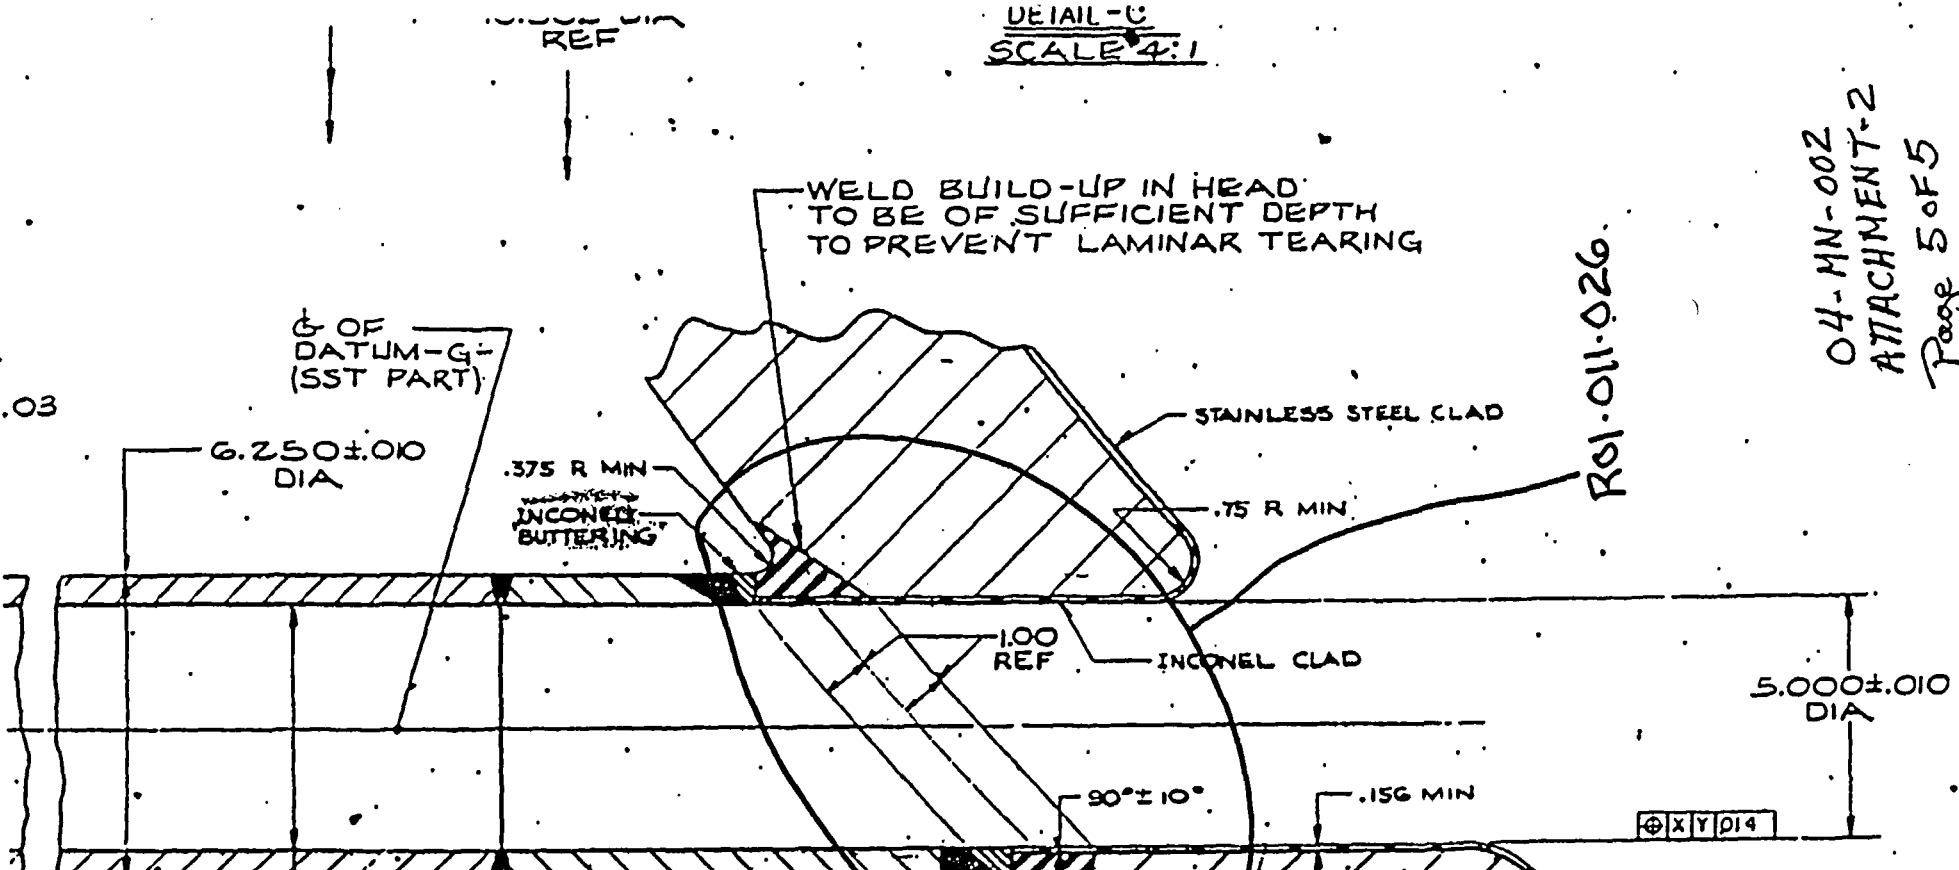 REF
DETAIL-C
SCALE 4:1
WELD BUILD-UP IN HEAD
TO BE OF SUFFICIENT DEPTH
TO PREVENT LAMINAR TEARING
04-MN-002
ATTACHMENT-2
Page 5 OF 5
R01.011.026.
℄ OF
DATUM-G-
(SST PART)
.03
6.250±.010
DIA
.375 R MIN
INCONEL
BUTTERING
STAINLESS STEEL CLAD
.75 R MIN
1.00
REF
INCONEL CLAD
5.000±.010
DIA
90°±10°
.156 MIN
⌖ X Y .014